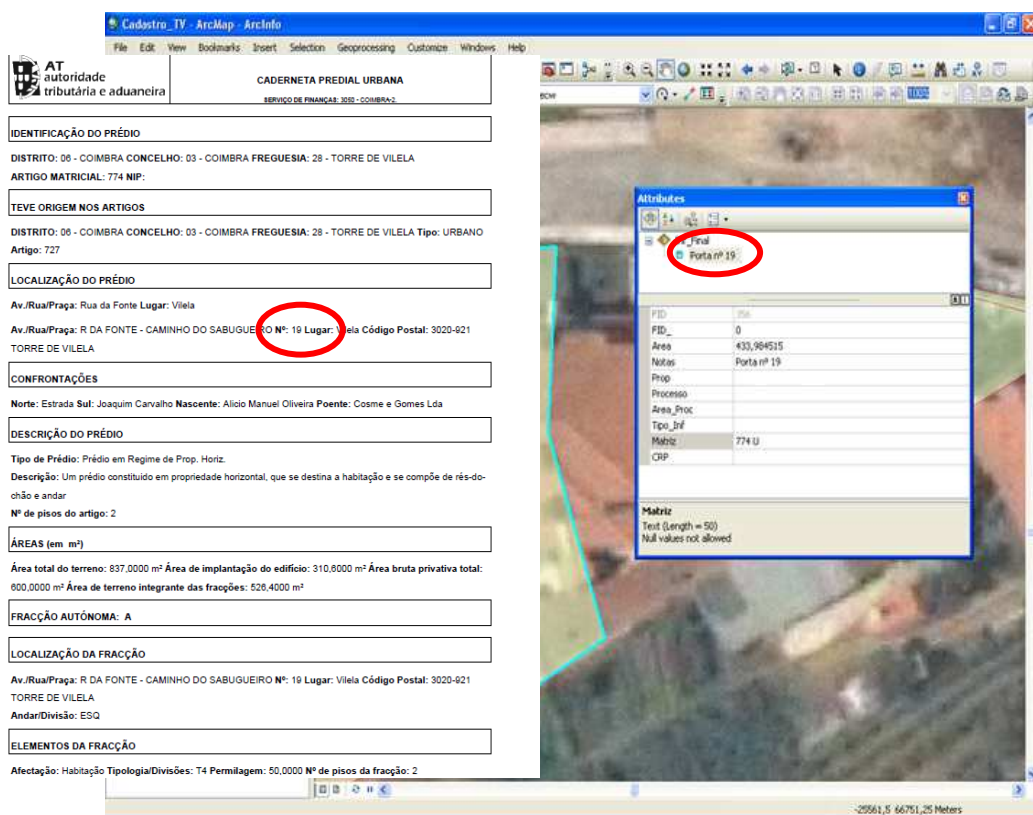 Cadastro_TV - ArcMap - ArcInfo
File Edit View Bookmarks Insert Selection Geoprocessing Customize Windows Help
AT
autoridade
tributária e aduaneira
CADERNETA PREDIAL URBANA
SERVIÇO DE FINANÇAS: 3050 - COIMBRA-2.
IDENTIFICAÇÃO DO PRÉDIO
DISTRITO: 06 - COIMBRA CONCELHO: 03 - COIMBRA FREGUESIA: 28 - TORRE DE VILELA
ARTIGO MATRICIAL: 774 NIP:
TEVE ORIGEM NOS ARTIGOS
DISTRITO: 06 - COIMBRA CONCELHO: 03 - COIMBRA FREGUESIA: 28 - TORRE DE VILELA Tipo: URBANO
Artigo: 727
LOCALIZAÇÃO DO PRÉDIO
Av./Rua/Praça: Rua da Fonte Lugar: Vilela
Av./Rua/Praça: R DA FONTE - CAMINHO DO SABUGUEIRO Nº: 19 Lugar: Vilela Código Postal: 3020-921
TORRE DE VILELA
CONFRONTAÇÕES
Norte: Estrada Sul: Joaquim Carvalho Nascente: Alicio Manuel Oliveira Poente: Cosme e Gomes Lda
DESCRIÇÃO DO PRÉDIO
Tipo de Prédio: Prédio em Regime de Prop. Horiz.
Descrição: Um prédio constituido em propriedade horizontal, que se destina a habitação e se compõe de rés-do-
chão e andar
Nº de pisos do artigo: 2
ÁREAS (em m²)
Área total do terreno: 837,0000 m² Área de implantação do edifício: 310,6000 m² Área bruta privativa total:
600,0000 m² Área de terreno integrante das fracções: 526,4000 m²
FRACÇÃO AUTÓNOMA: A
LOCALIZAÇÃO DA FRACÇÃO
Av./Rua/Praça: R DA FONTE - CAMINHO DO SABUGUEIRO Nº: 19 Lugar: Vilela Código Postal: 3020-921
TORRE DE VILELA
Andar/Divisão: ESQ
ELEMENTOS DA FRACÇÃO
Afectação: Habitação Tipologia/Divisões: T4 Permilagem: 50,0000 Nº de pisos da fracção: 2
Attributes
_Final
Porta nº 19
FID 356
FID_ 0
Area 433,984515
Notas Porta nº 19
Prop
Processo
Area_Proc
Tipo_Inf
Matriz 774 U
CRP
Matriz
Text (Length = 50)
Null values not allowed
-25561,5 66751,25 Meters